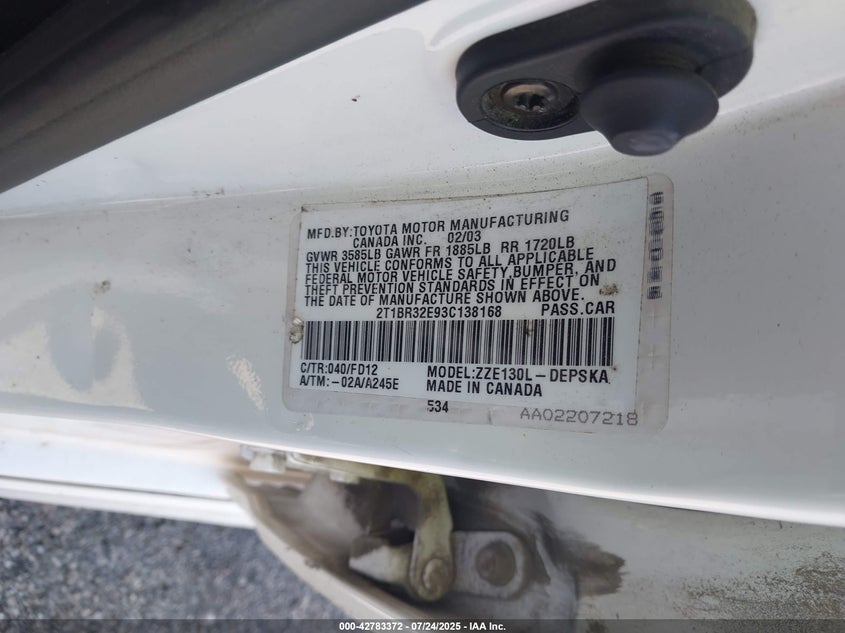 MFD.BY:TOYOTA MOTOR MANUFACTURING
CANADA INC. 02/03
GVWR 3585LB GAWR FR 1885LB RR 1720LB
THIS VEHICLE CONFORMS TO ALL APPLICABLE
FEDERAL MOTOR VEHICLE SAFETY,BUMPER, AND
THEFT PREVENTION STANDARDS IN EFFECT ON
THE DATE OF MANUFACTURE SHOWN ABOVE.
2T1BR32E93C138168 PASS.CAR
C/TR:040/FD12 MODEL:ZZE130L-DEPSKA
A/TM:-02A/A245E MADE IN CANADA
534
AA02207218
000-42783372 - 07/24/2025 - IAA Inc.